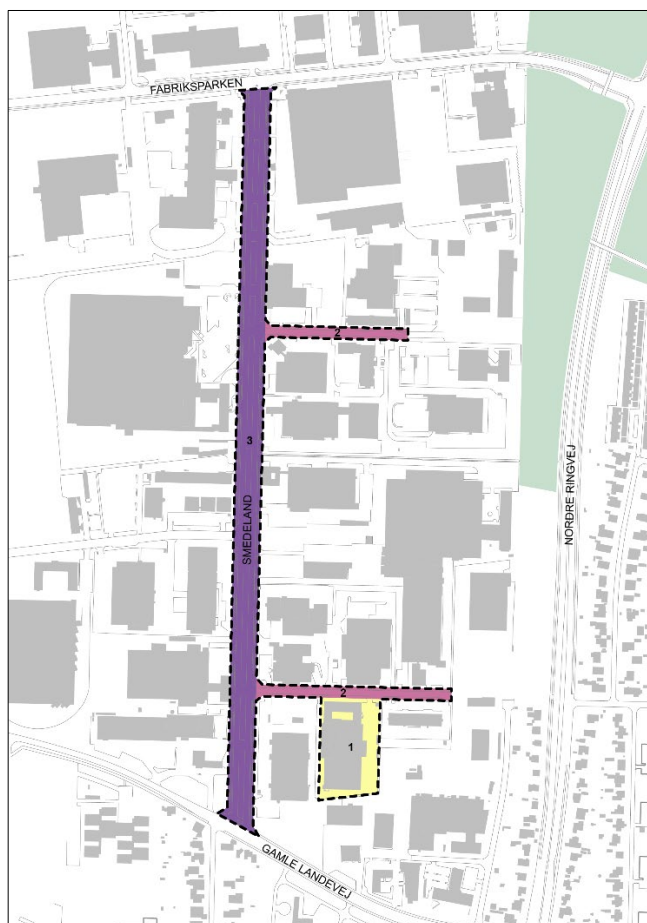 FABRIKSPARKEN
2
3
SMEDELAND
NORDRE RINGVEJ
2
1
GAMLE LANDEVEJ